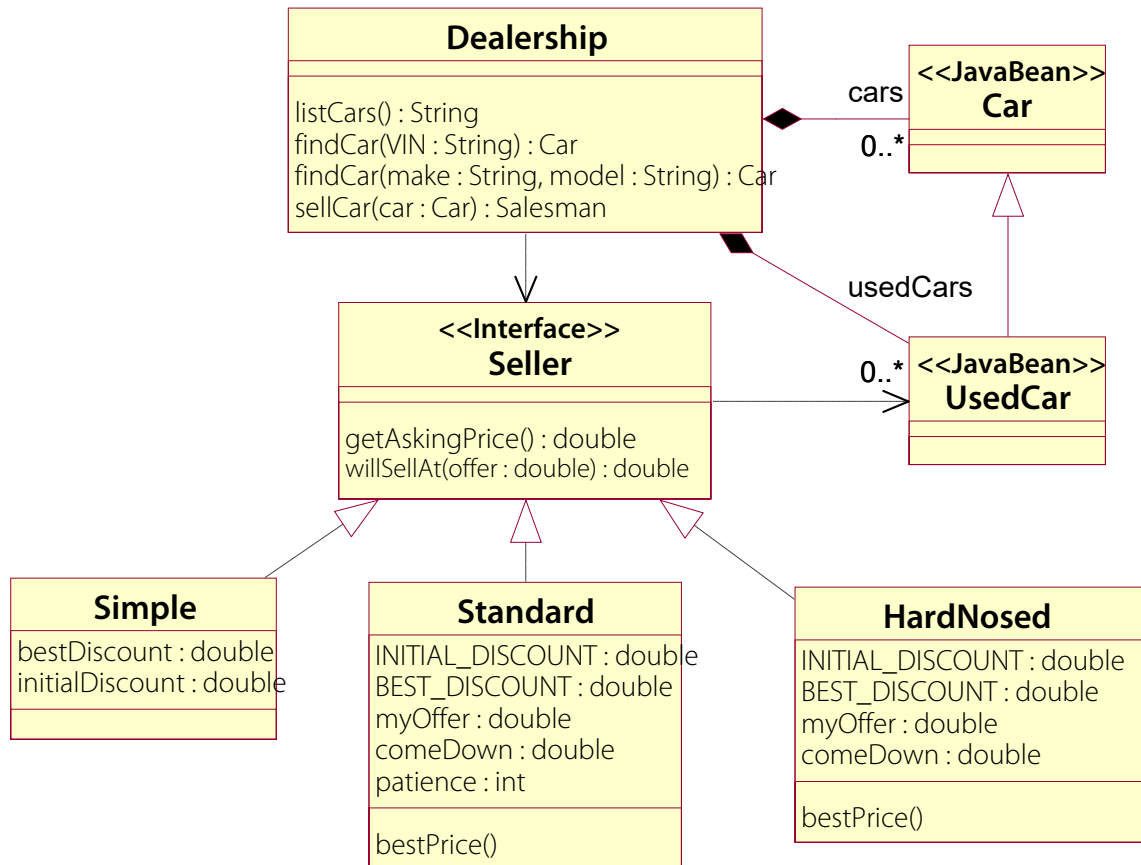 Dealership
listCars() : String
findCar(VIN : String) : Car
findCar(make : String, model : String) : Car
sellCar(car : Car) : Salesman
cars
0..*
<<JavaBean>>
Car
usedCars
0..*
<<JavaBean>>
UsedCar
<<Interface>>
Seller
getAskingPrice() : double
willSellAt(offer : double) : double
Simple
bestDiscount : double
initialDiscount : double
Standard
INITIAL_DISCOUNT : double
BEST_DISCOUNT : double
myOffer : double
comeDown : double
patience : int
bestPrice()
HardNosed
INITIAL_DISCOUNT : double
BEST_DISCOUNT : double
myOffer : double
comeDown : double
bestPrice()